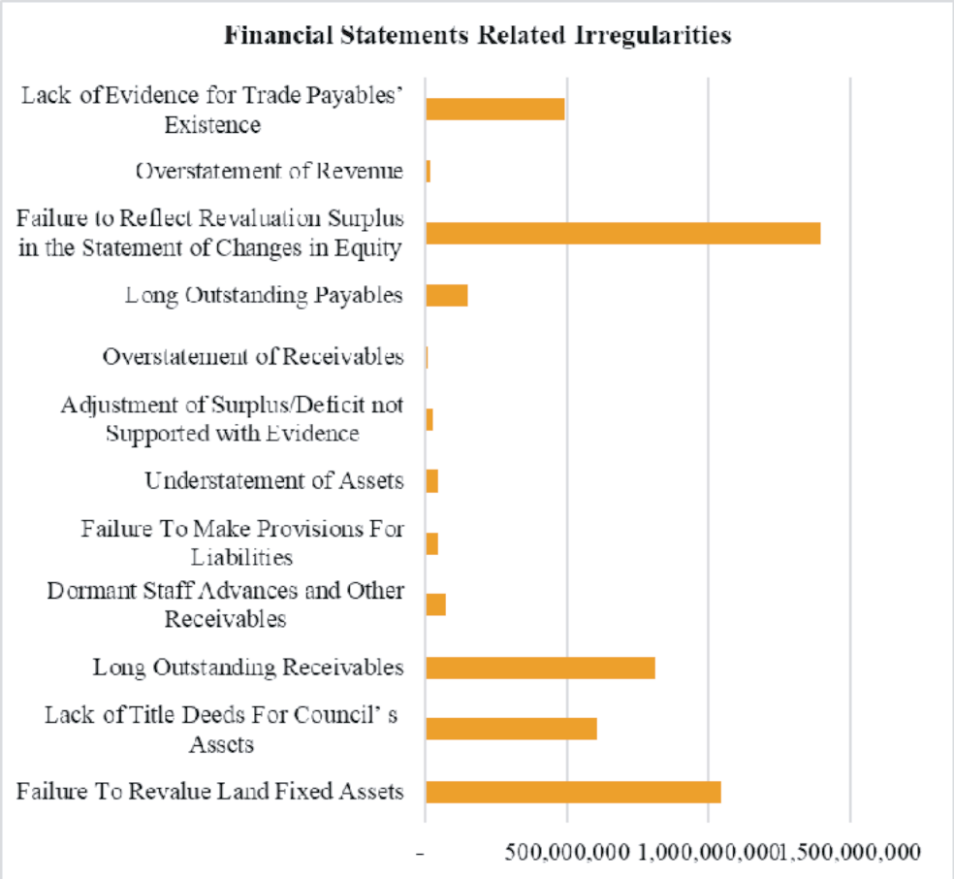 Financial Statements Related Irregularities
Lack of Evidence for Trade Payables’
Existence
Overstatement of Revenue
Failure to Reflect Revaluation Surplus
in the Statement of Changes in Equity
Long Outstanding Payables
Overstatement of Receivables
Adjustment of Surplus/Deficit not
Supported with Evidence
Understatement of Assets
Failure To Make Provisions For
Liabilities
Dormant Staff Advances and Other
Receivables
Long Outstanding Receivables
Lack of Title Deeds For Council’ s
Assets
Failure To Revalue Land Fixed Assets
- 500,000,000 1,000,000,000 1,500,000,000